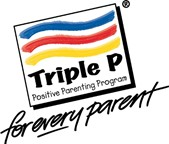 ®
Triple P
Positive Parenting Program
for every parent